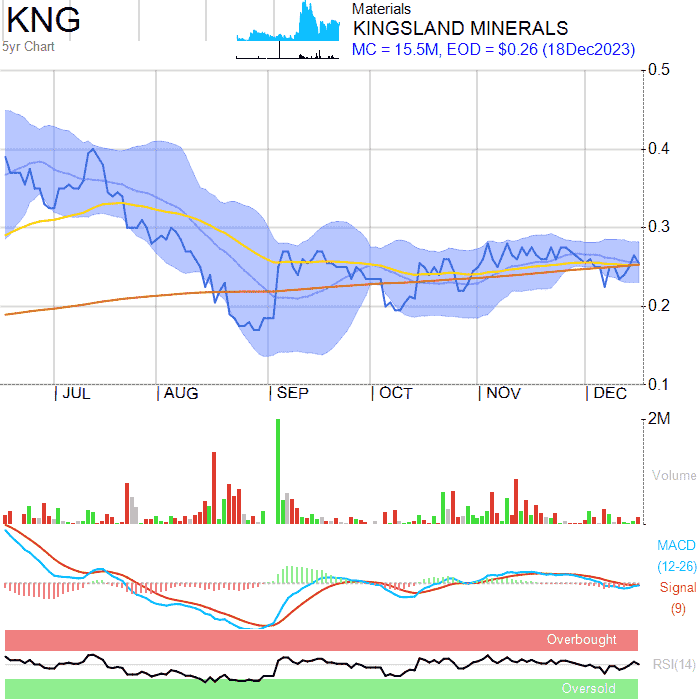 KNG
5yr Chart
Materials
KINGSLAND MINERALS
MC = 15.5M, EOD = $0.26 (18Dec2023)
0.5
0.4
0.3
0.2
0.1
JUL AUG SEP OCT NOV DEC
2M
Volume
MACD
(12-26)
Signal
(9)
Overbought
RSI(14)
Oversold